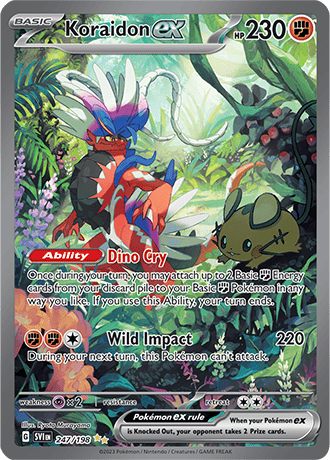 BASIC Koraidon ex HP 230
Ability Dino Cry
Once during your turn, you may attach up to 2 Basic Energy
cards from your discard pile to your Basic Pokémon in any
way you like. If you use this Ability, your turn ends.
Wild Impact 220
During your next turn, this Pokémon can't attack.
weakness ×2 resistance retreat
Illus. Ryota Murayama
G SVI EN 247/198
Pokémon ex rule
When your Pokémon ex
is Knocked Out, your opponent takes 2 Prize cards.
©2023 Pokémon / Nintendo / Creatures / GAME FREAK